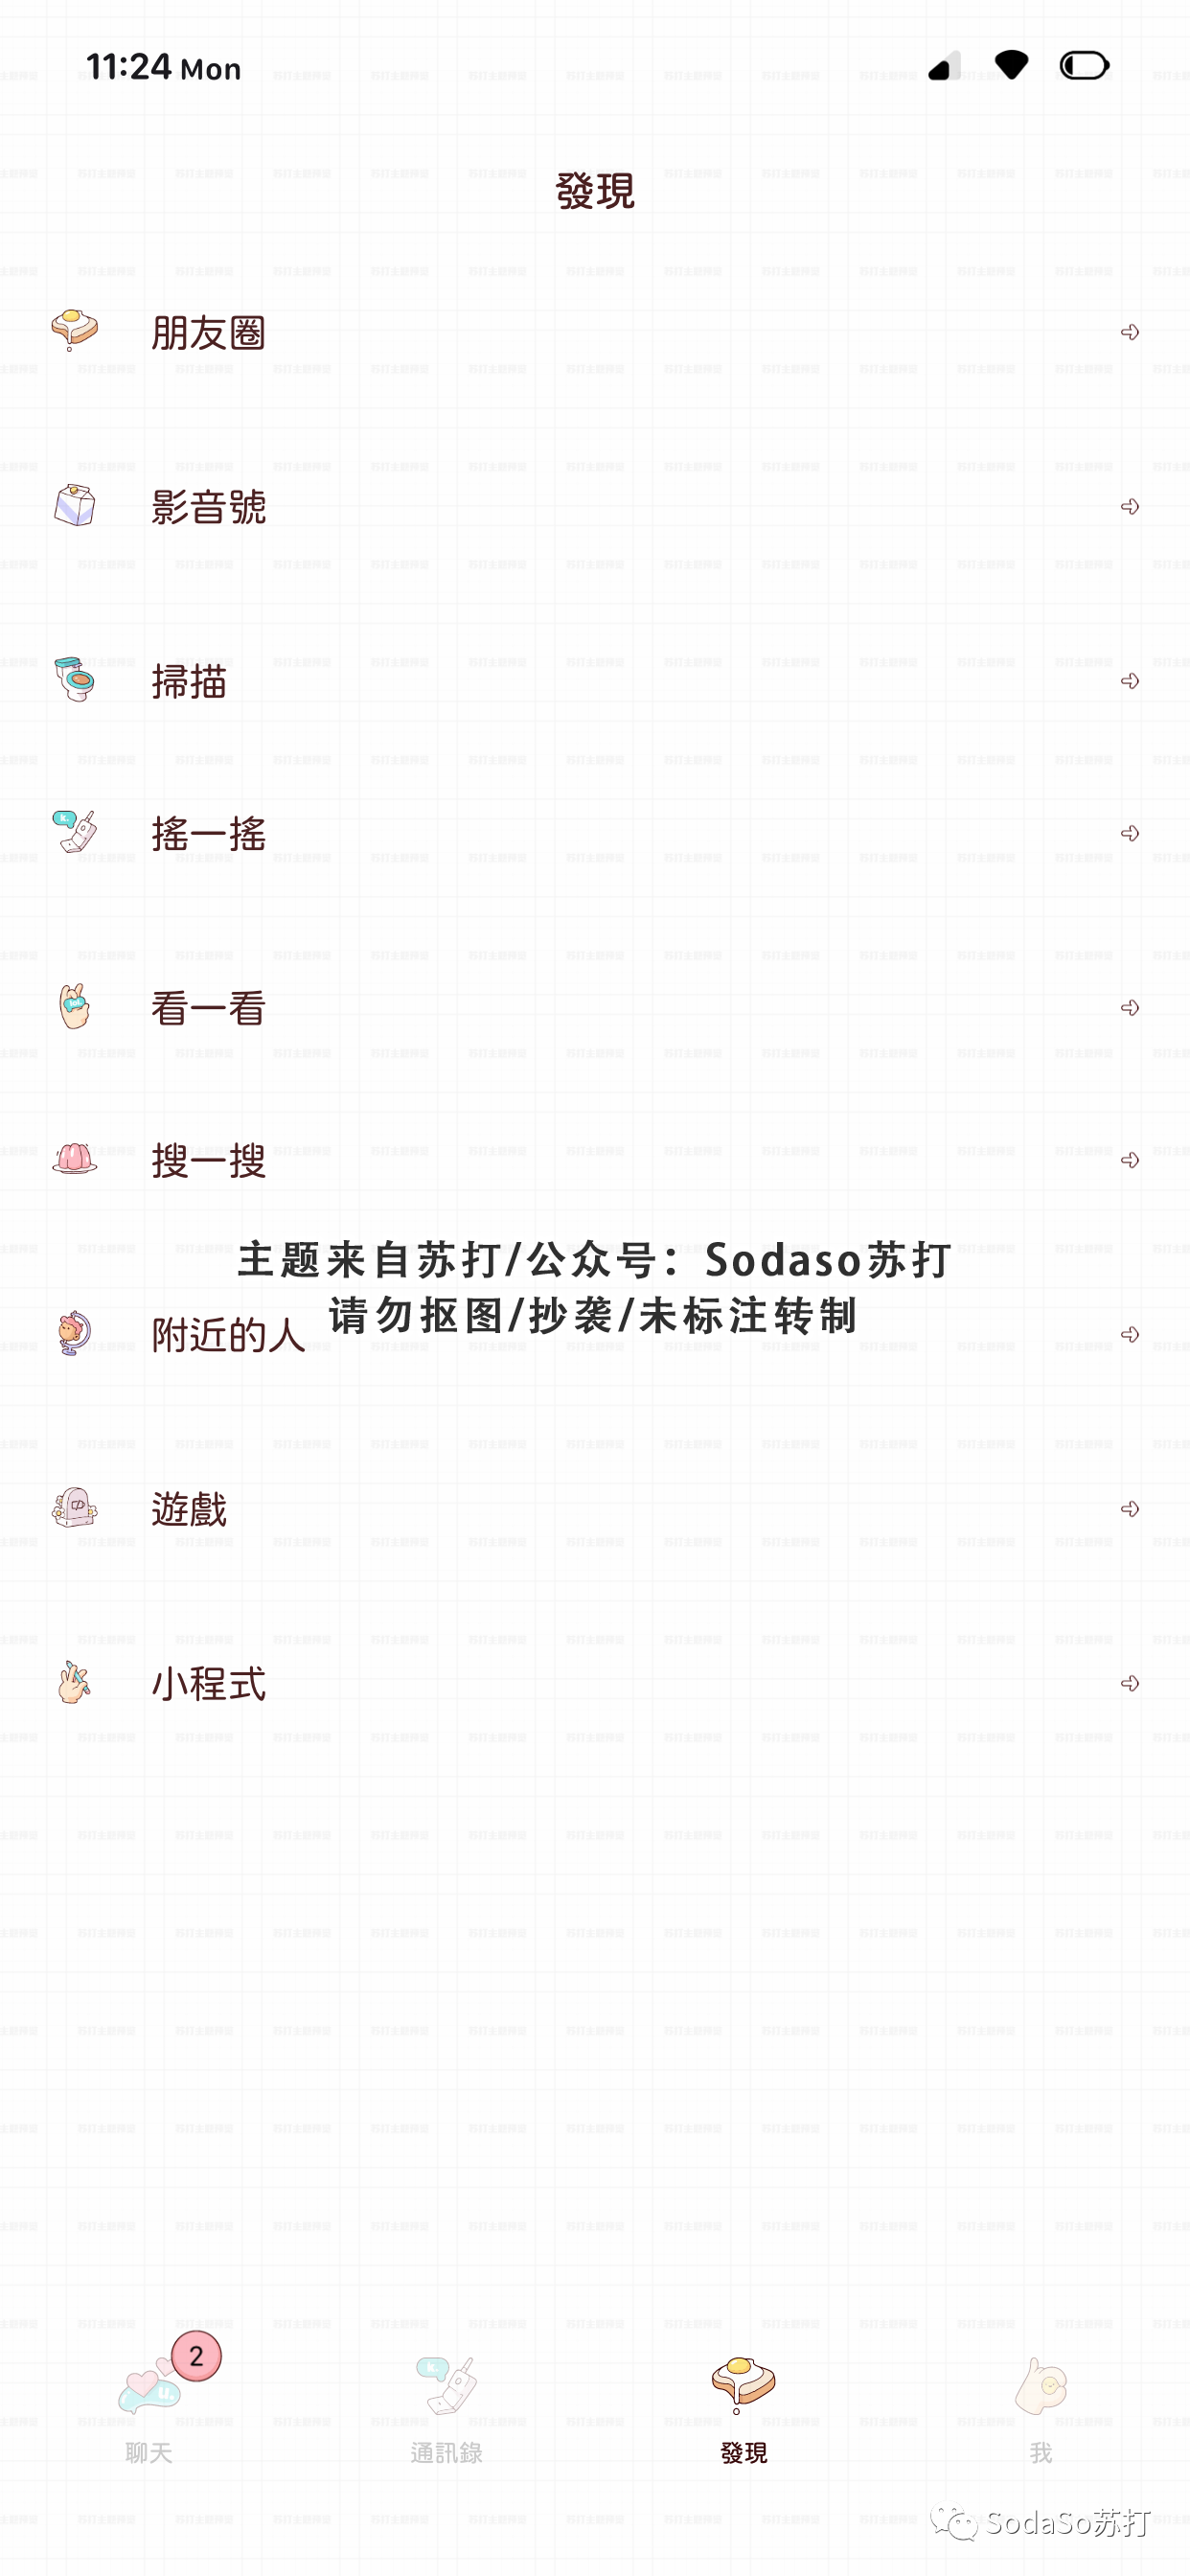 11:24 Mon
發現
朋友圈
影音號
掃描
k.
搖一搖
lol
看一看
搜一搜
主题来自苏打/公众号：Sodaso苏打
请勿抠图/抄袭/未标注转制
附近的人
遊戲
小程式
2
u.
k.
聊天
通訊錄
發現
我
SodaSo苏打